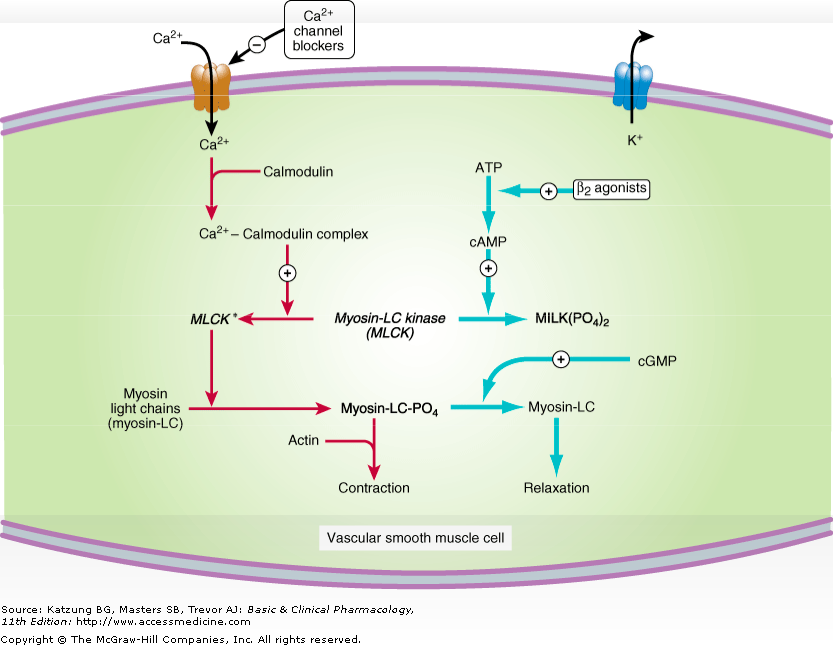 Ca2+
Ca2+
channel
blockers
–
Ca2+
K+
Calmodulin
ATP
+
β2 agonists
Ca2+ – Calmodulin complex
cAMP
+
+
MLCK*
Myosin-LC kinase
(MLCK)
MILK(PO4)2
+
cGMP
Myosin
light chains
(myosin-LC)
Myosin-LC-PO4
Myosin-LC
Actin
Contraction
Relaxation
Vascular smooth muscle cell
Source: Katzung BG, Masters SB, Trevor AJ: Basic & Clinical Pharmacology,
11th Edition: http://www.accessmedicine.com
Copyright © The McGraw-Hill Companies, Inc. All rights reserved.